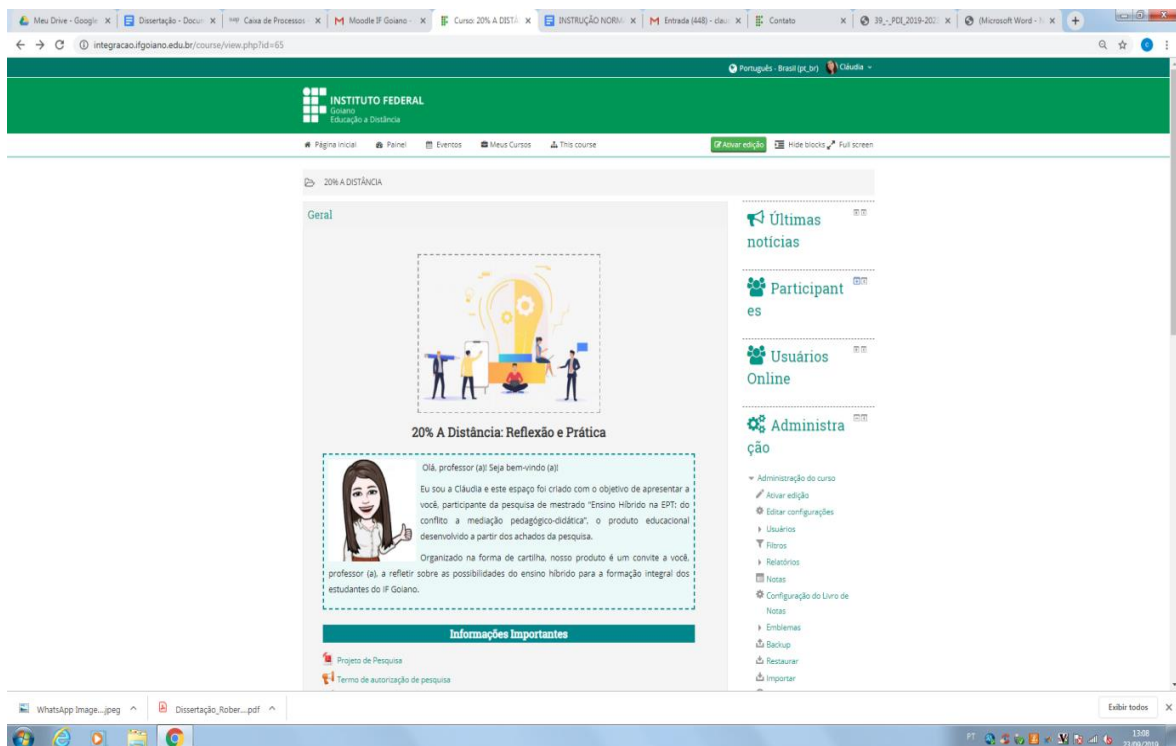 Meu Drive - Google
Dissertação - Docun
Caixa de Processos
Moodle IF Goiano -
Curso: 20% A DISTÂ
INSTRUÇÃO NORM
Entrada (448) - clau
Contato
39_-_PDI_2019-202
(Microsoft Word - N
integracao.ifgoiano.edu.br/course/view.php?id=65
Português - Brasil (pt_br)
Cláudia
INSTITUTO FEDERAL
Goiano
Educação a Distância
Página inicial
Painel
Eventos
Meus Cursos
This course
Ativar edição
Hide blocks
Full screen
20% A DISTÂNCIA
Geral
20% A Distância: Reflexão e Prática
Olá, professor (a)! Seja bem-vindo (a)!
Eu sou a Cláudia e este espaço foi criado com o objetivo de apresentar a
você, participante da pesquisa de mestrado "Ensino Híbrido na EPT: do
conflito a mediação pedagógico-didática", o produto educacional
desenvolvido a partir dos achados da pesquisa.
Organizado na forma de cartilha, nosso produto é um convite a você,
professor (a), a refletir sobre as possibilidades do ensino híbrido para a formação integral dos
estudantes do IF Goiano.
Informações Importantes
Projeto de Pesquisa
Termo de autorização de pesquisa
Últimas
notícias
Participant
es
Usuários
Online
Administra
ção
Administração do curso
Ativar edição
Editar configurações
Usuários
Filtros
Relatórios
Notas
Configuração do Livro de
Notas
Emblemas
Backup
Restaurar
Importar
WhatsApp Image....jpeg
Dissertação_Rober....pdf
Exibir todos
PT
13:08